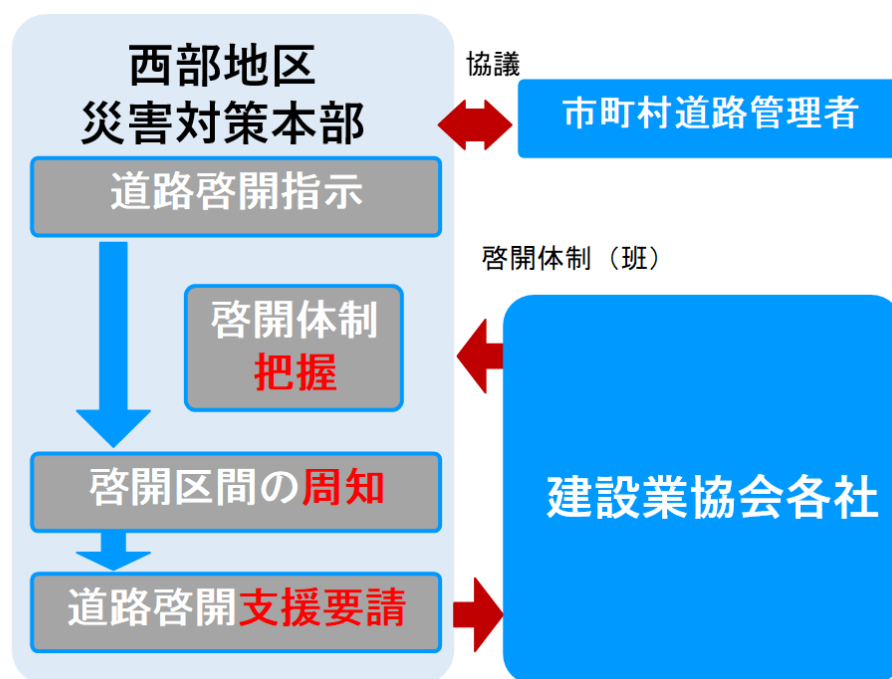 西部地区
災害対策本部
協議
市町村道路管理者
道路啓開指示
啓開体制（班）
啓開体制
把握
建設業協会各社
啓開区間の周知
道路啓開支援要請